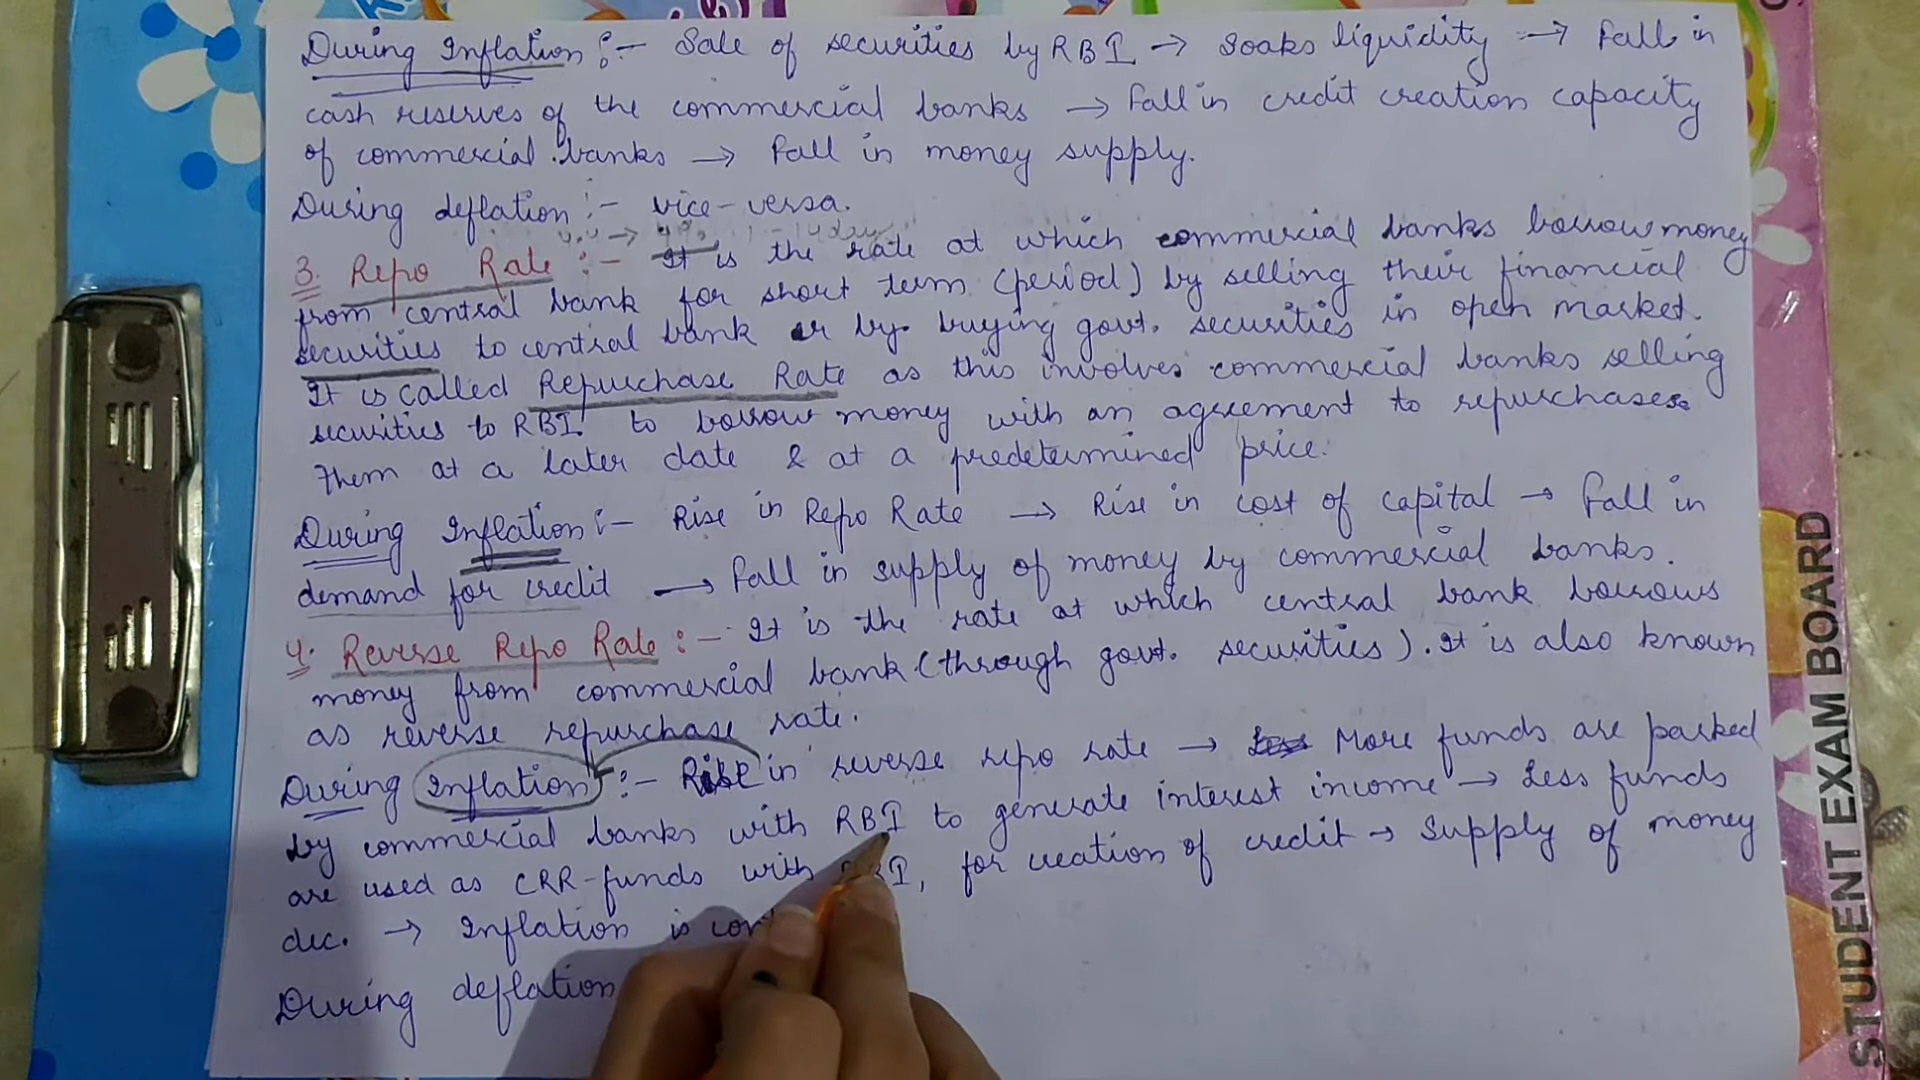 During Inflation :- Sale of securities by RBI → Soaks liquidity → Fall in
cash reserves of the commercial banks → Fall in credit creation capacity
of commercial banks → Fall in money supply.
During deflation :- vice-versa.
4.4 → 4% 1-14 day
3. Repo Rate :- It is the rate at which commercial banks borrow money
from central bank for short term (period) by selling their financial
securities to central bank or by buying govt. securities in open market.
It is called Repurchase Rate as this involves commercial banks selling
securities to RBI to borrow money with an agreement to repurchases
them at a later date & at a predetermined price.
During Inflation :- Rise in Repo Rate → Rise in cost of capital → Fall in
demand for credit → Fall in supply of money by commercial banks.
4. Reverse Repo Rate :- It is the rate at which central bank borrows
money from commercial bank (through govt. securities). It is also known
as reverse repurchase rate.
During Inflation :- Rise in reverse repo rate → More funds are parked
by commercial banks with RBI to generate interest income → Less funds
are used as CRR-funds with RBI, for creation of credit → Supply of money
dec. → Inflation is
During deflation
STUDENT EXAM BOARD